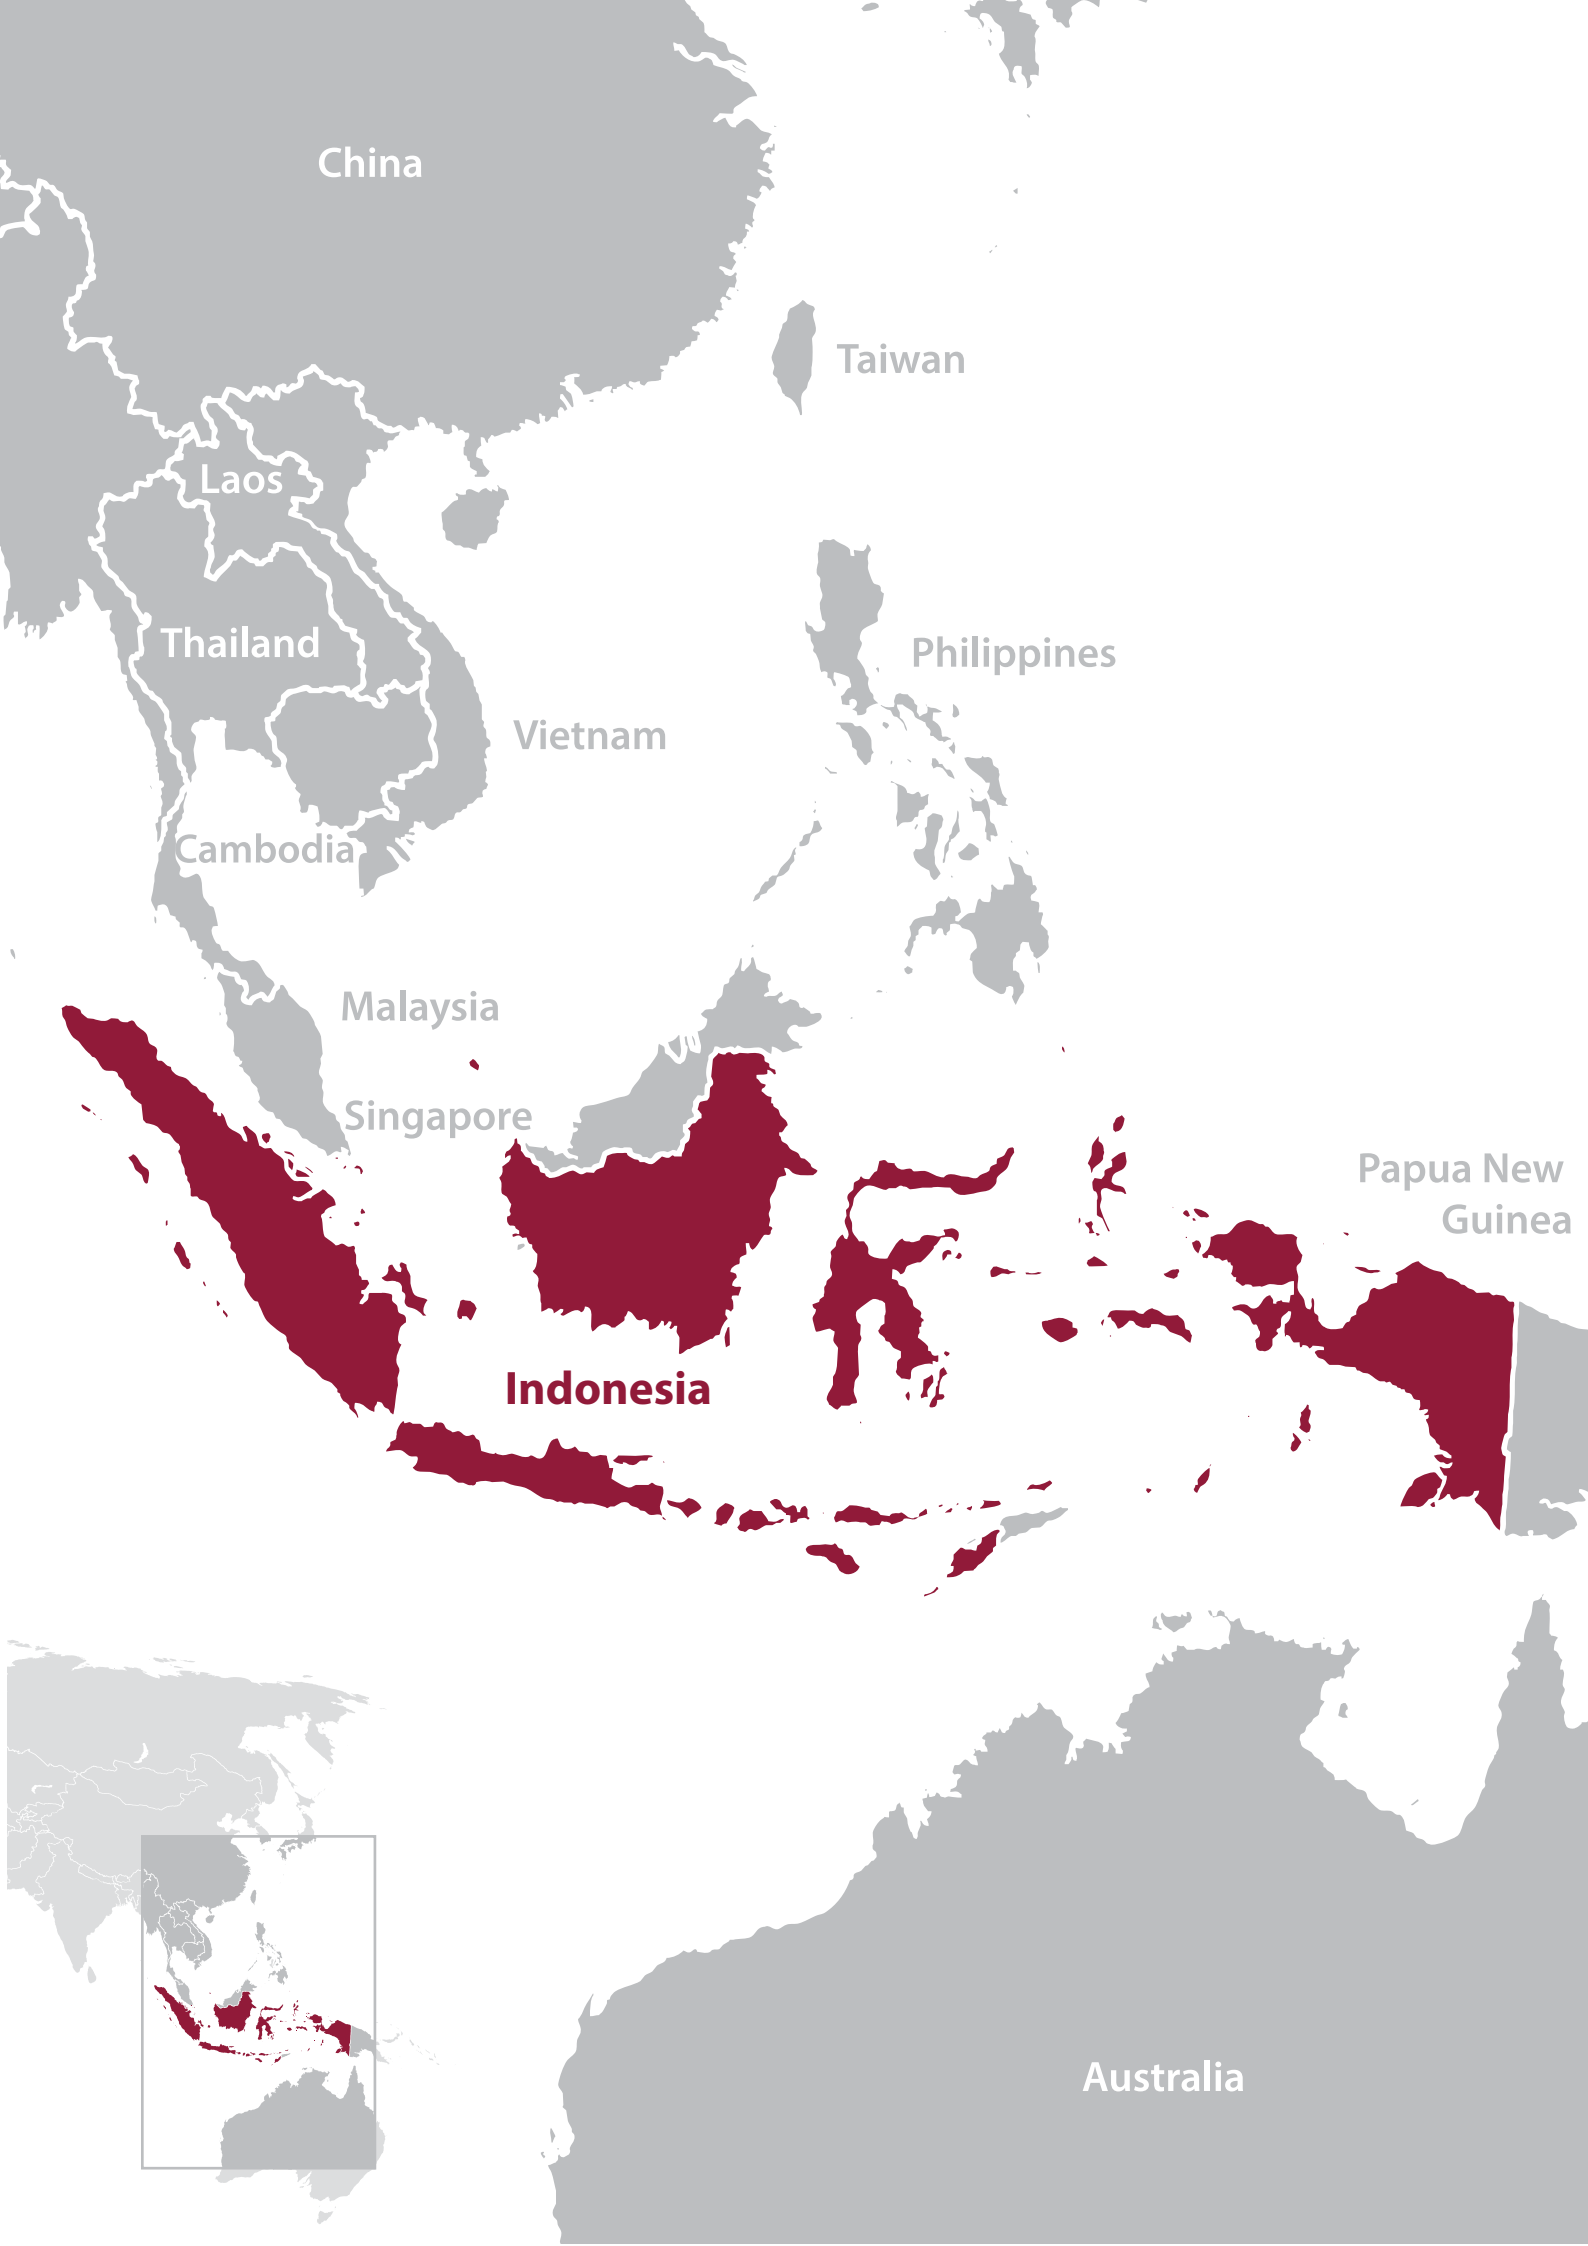 China
Taiwan
Laos
Thailand
Philippines
Vietnam
Cambodia
Malaysia
Singapore
Papua New
Guinea
Indonesia
Australia